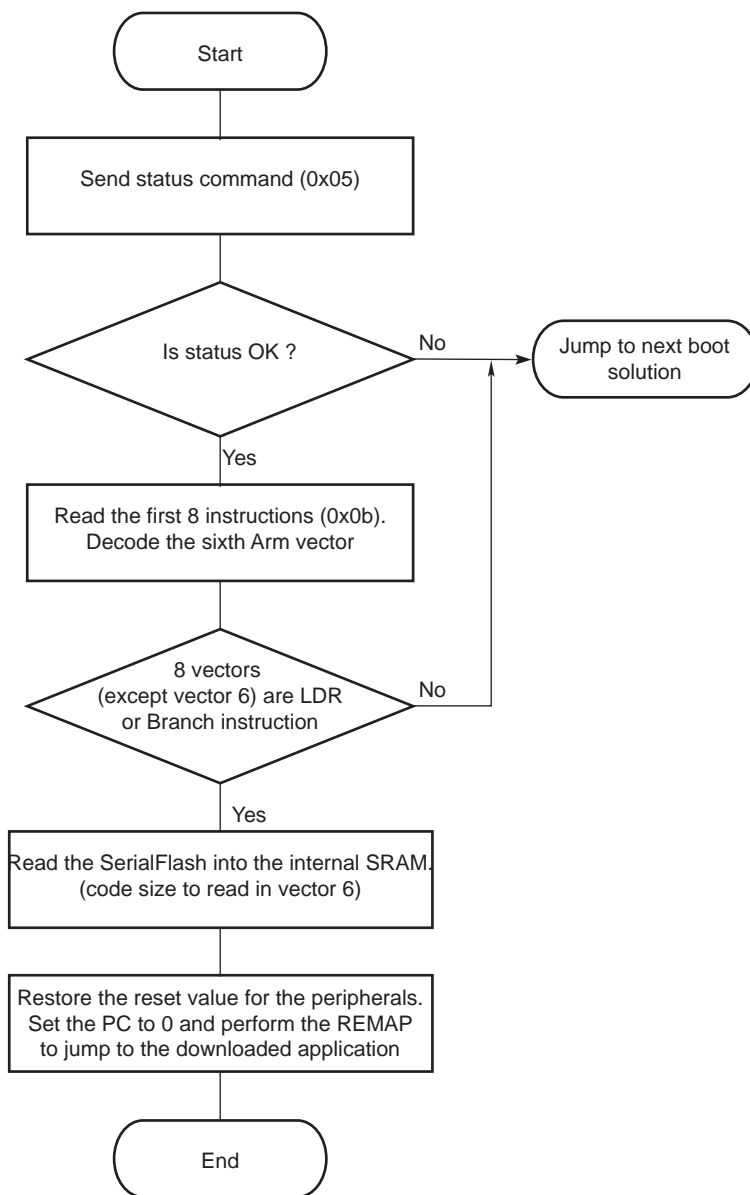 Start
Send status command (0x05)
Is status OK ?
No
Jump to next boot
solution
Yes
Read the first 8 instructions (0x0b).
Decode the sixth Arm vector
8 vectors
(except vector 6) are LDR
or Branch instruction
No
Yes
Read the SerialFlash into the internal SRAM.
(code size to read in vector 6)
Restore the reset value for the peripherals.
Set the PC to 0 and perform the REMAP
to jump to the downloaded application
End